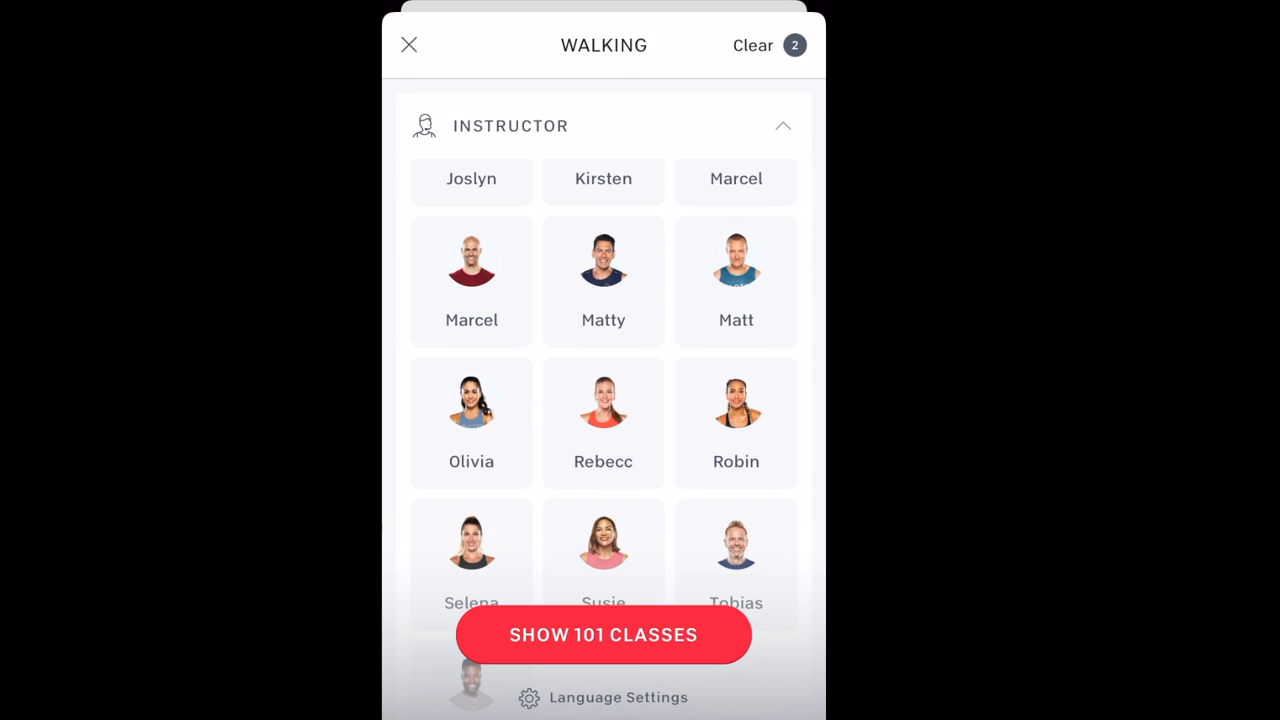 WALKING
Clear 2
INSTRUCTOR
Joslyn Kirsten Marcel
Marcel Matty Matt
Olivia Rebecc Robin
Selena Susie Tobias
SHOW 101 CLASSES
Language Settings